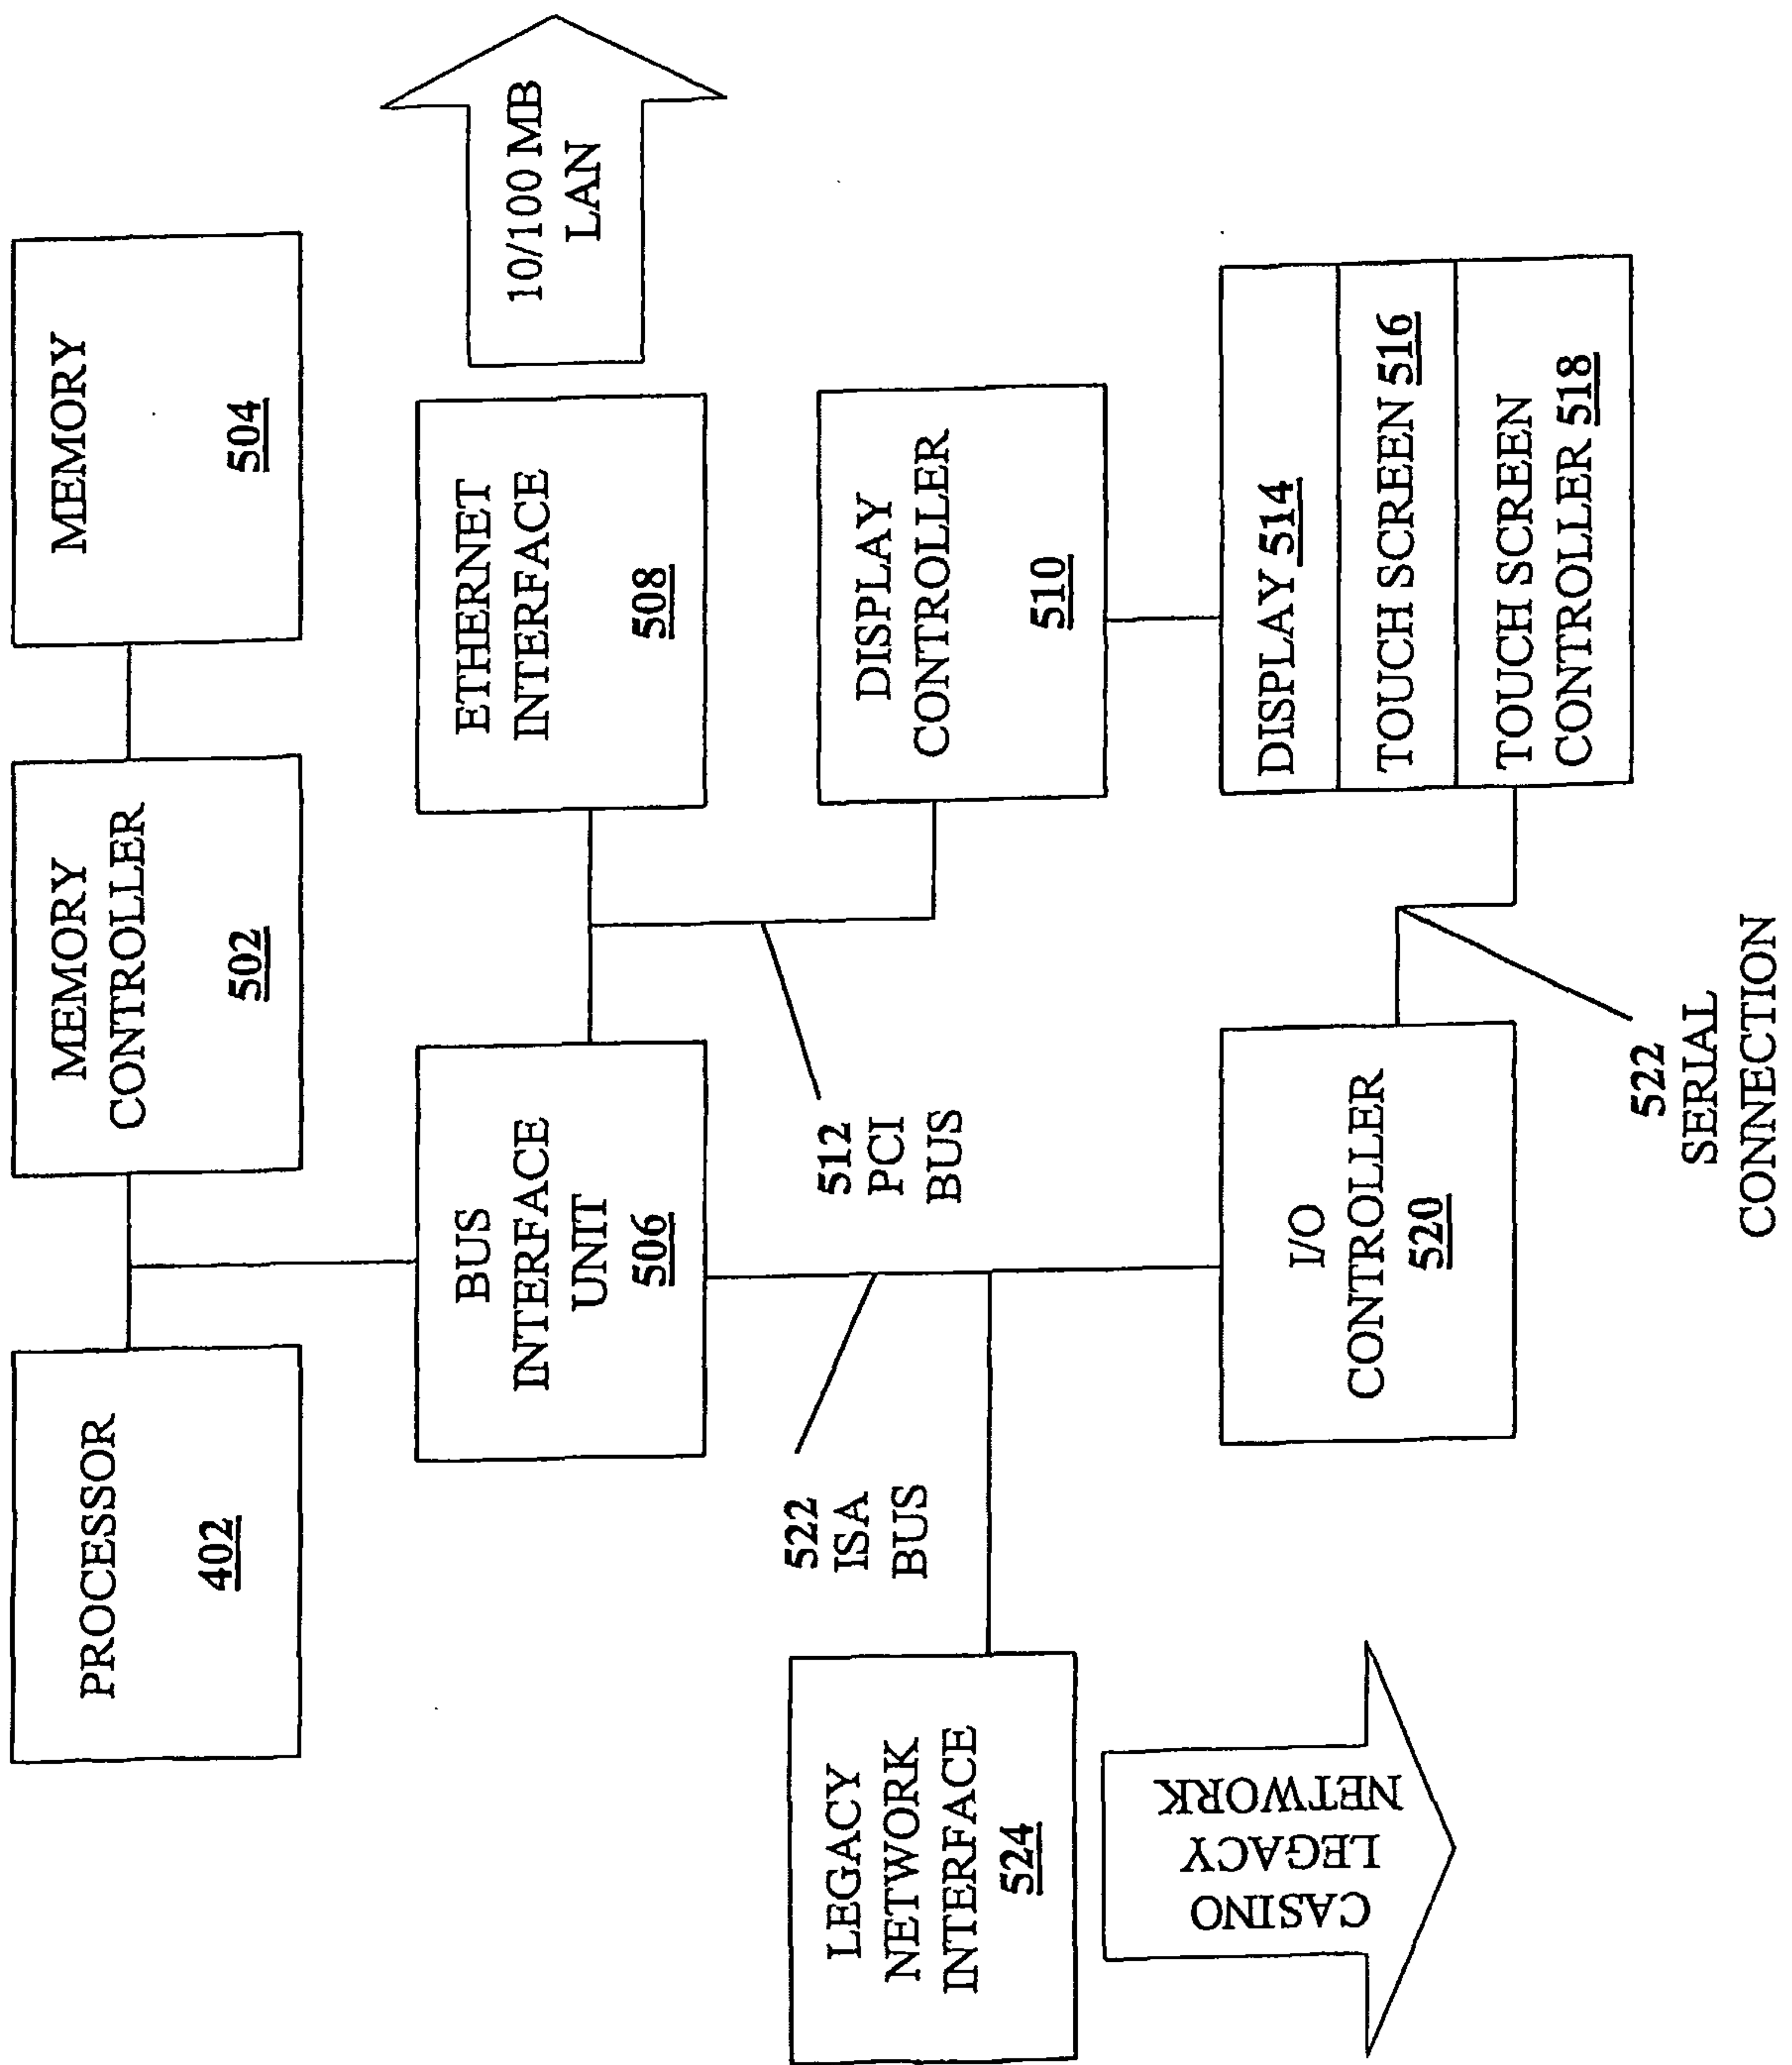 PROCESSOR
402
MEMORY
CONTROLLER
502
MEMORY
504
BUS
INTERFACE
UNIT
506
ETHERNET
INTERFACE
508
10/100 MB
LAN
512
PCI
BUS
DISPLAY
CONTROLLER
510
522
ISA
BUS
LEGACY
NETWORK
INTERFACE
524
CASINO
LEGACY
NETWORK
I/O
CONTROLLER
520
DISPLAY 514
TOUCH SCREEN 516
TOUCH SCREEN
CONTROLLER 518
522
SERIAL
CONNECTION